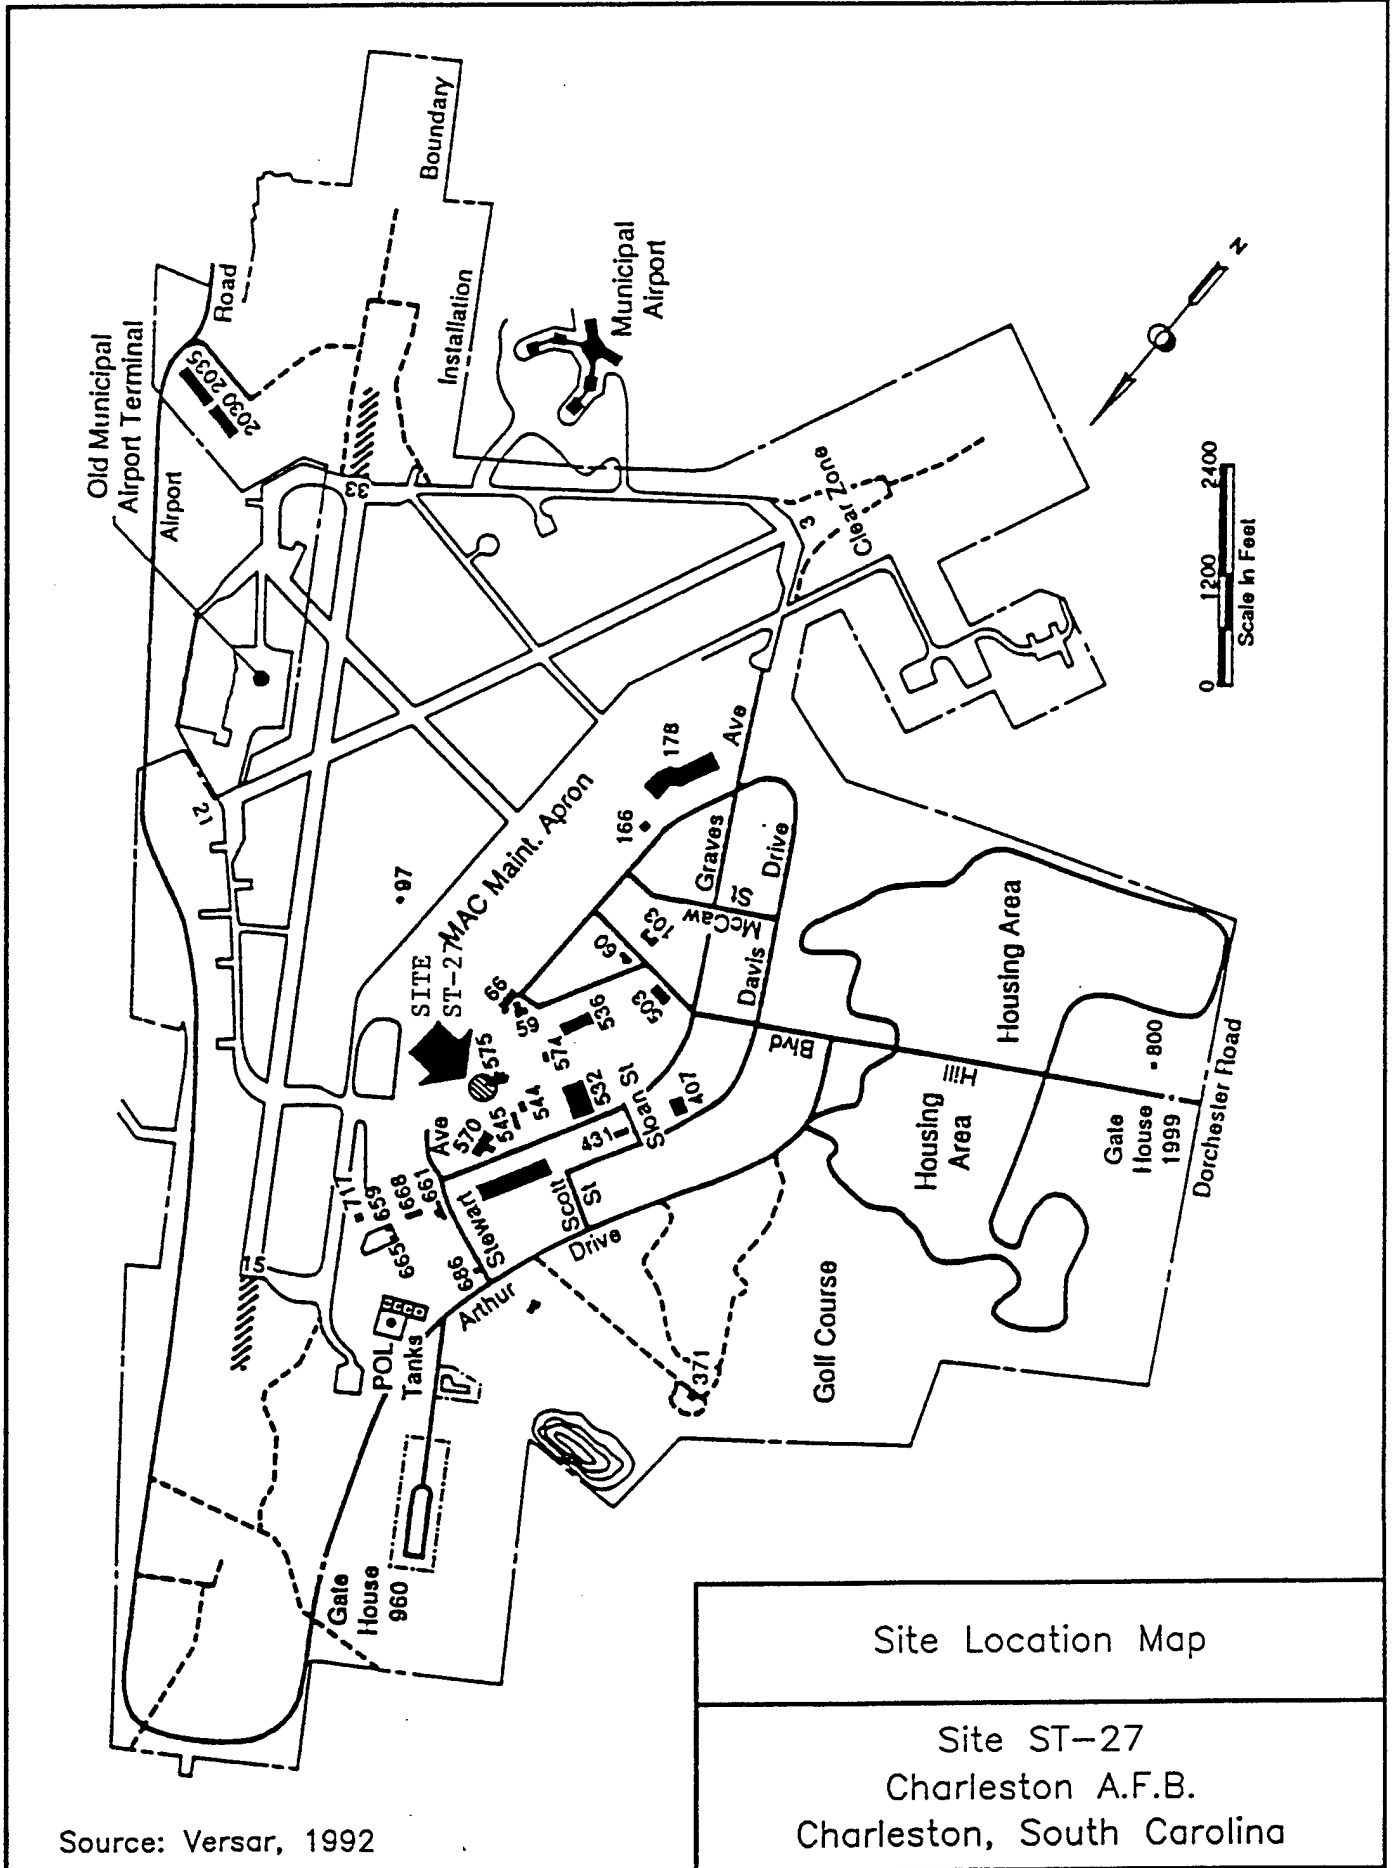 Boundary
Installation
Municipal
Airport
Road
Old Municipal
Airport Terminal
Airport
2030 2035
33
3
Clear Zone
N
0 1200 2400
Scale In Feet
12
97
MAC Maint. Apron
178
166
Graves Ave
McCaw St
Davis Drive
103
60
503
SITE
ST-27
66
59
536
574
575
532
544
545
570
Stewart Ave
431
Sloan St
407
Scott St
Hill Blvd
Housing Area
Housing
Area
800
Gate
House
1999
Dorchester Road
717
659
668
661
665
686
15
Arthur Drive
POL
Tanks
371
Golf Course
Gate
House
960
Site Location Map
Site ST-27
Charleston A.F.B.
Charleston, South Carolina
Source: Versar, 1992